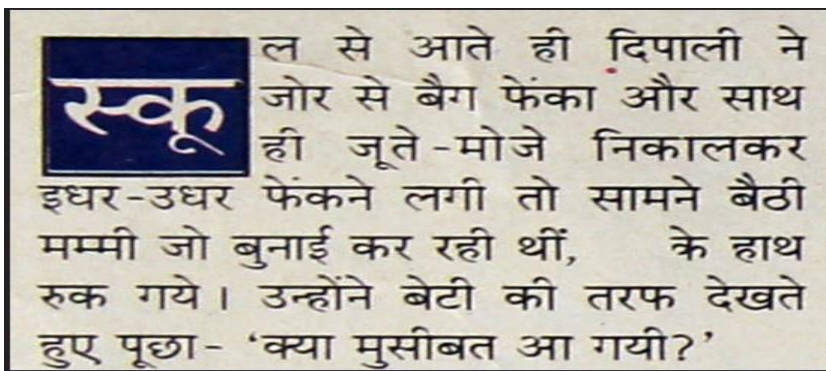 स्कूल से आते ही दिपाली ने
जोर से बैग फेंका और साथ
ही जूते-मोजे निकालकर
इधर-उधर फेंकने लगी तो सामने बैठी
मम्मी जो बुनाई कर रही थीं, के हाथ
रुक गये। उन्होंने बेटी की तरफ देखते
हुए पूछा- ‘क्या मुसीबत आ गयी?’